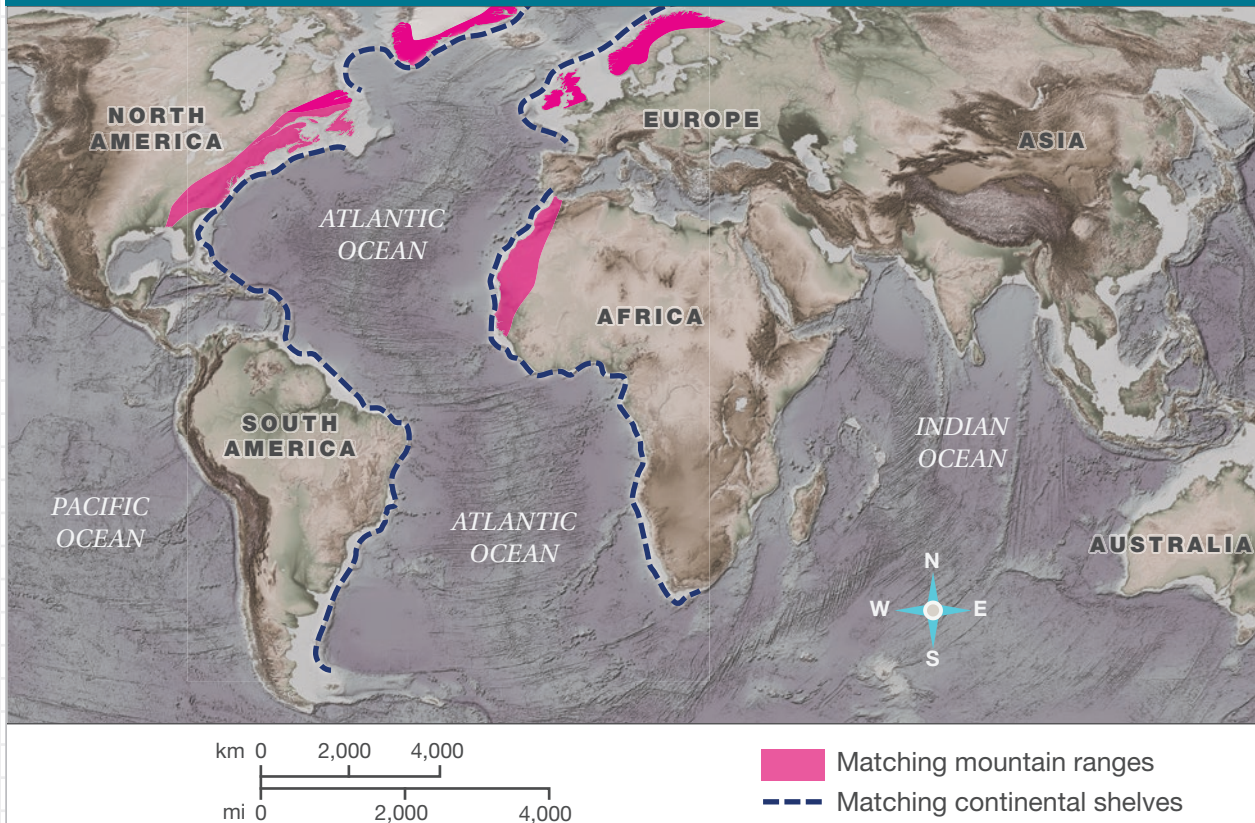 NORTH
AMERICA
EUROPE
ASIA
ATLANTIC
OCEAN
AFRICA
SOUTH
AMERICA
INDIAN
OCEAN
PACIFIC
OCEAN
ATLANTIC
OCEAN
AUSTRALIA
N
W E
S
km 0 2,000 4,000
mi 0 2,000 4,000
Matching mountain ranges
Matching continental shelves